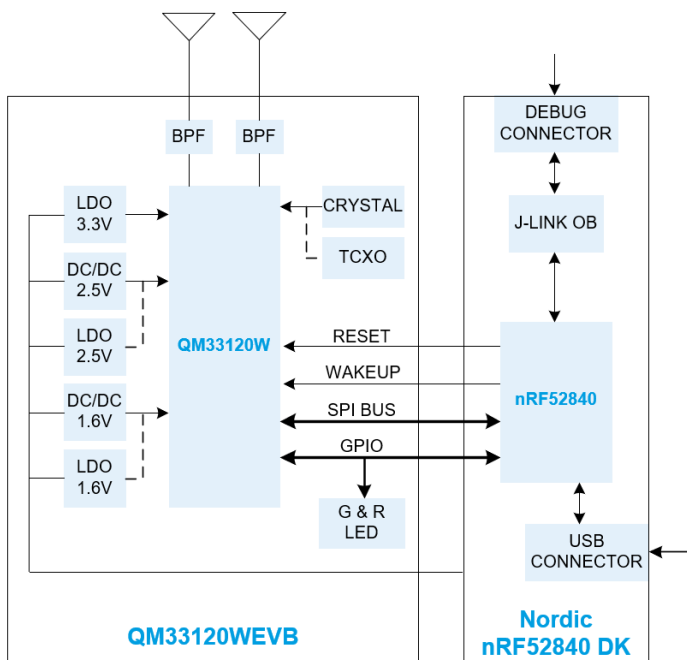 BPF
BPF
LDO
3.3V
DC/DC
2.5V
LDO
2.5V
DC/DC
1.6V
LDO
1.6V
QM33120W
CRYSTAL
TCXO
RESET
WAKEUP
SPI BUS
GPIO
G & R
LED
QM33120WEVB
DEBUG
CONNECTOR
J-LINK OB
nRF52840
USB
CONNECTOR
Nordic
nRF52840 DK